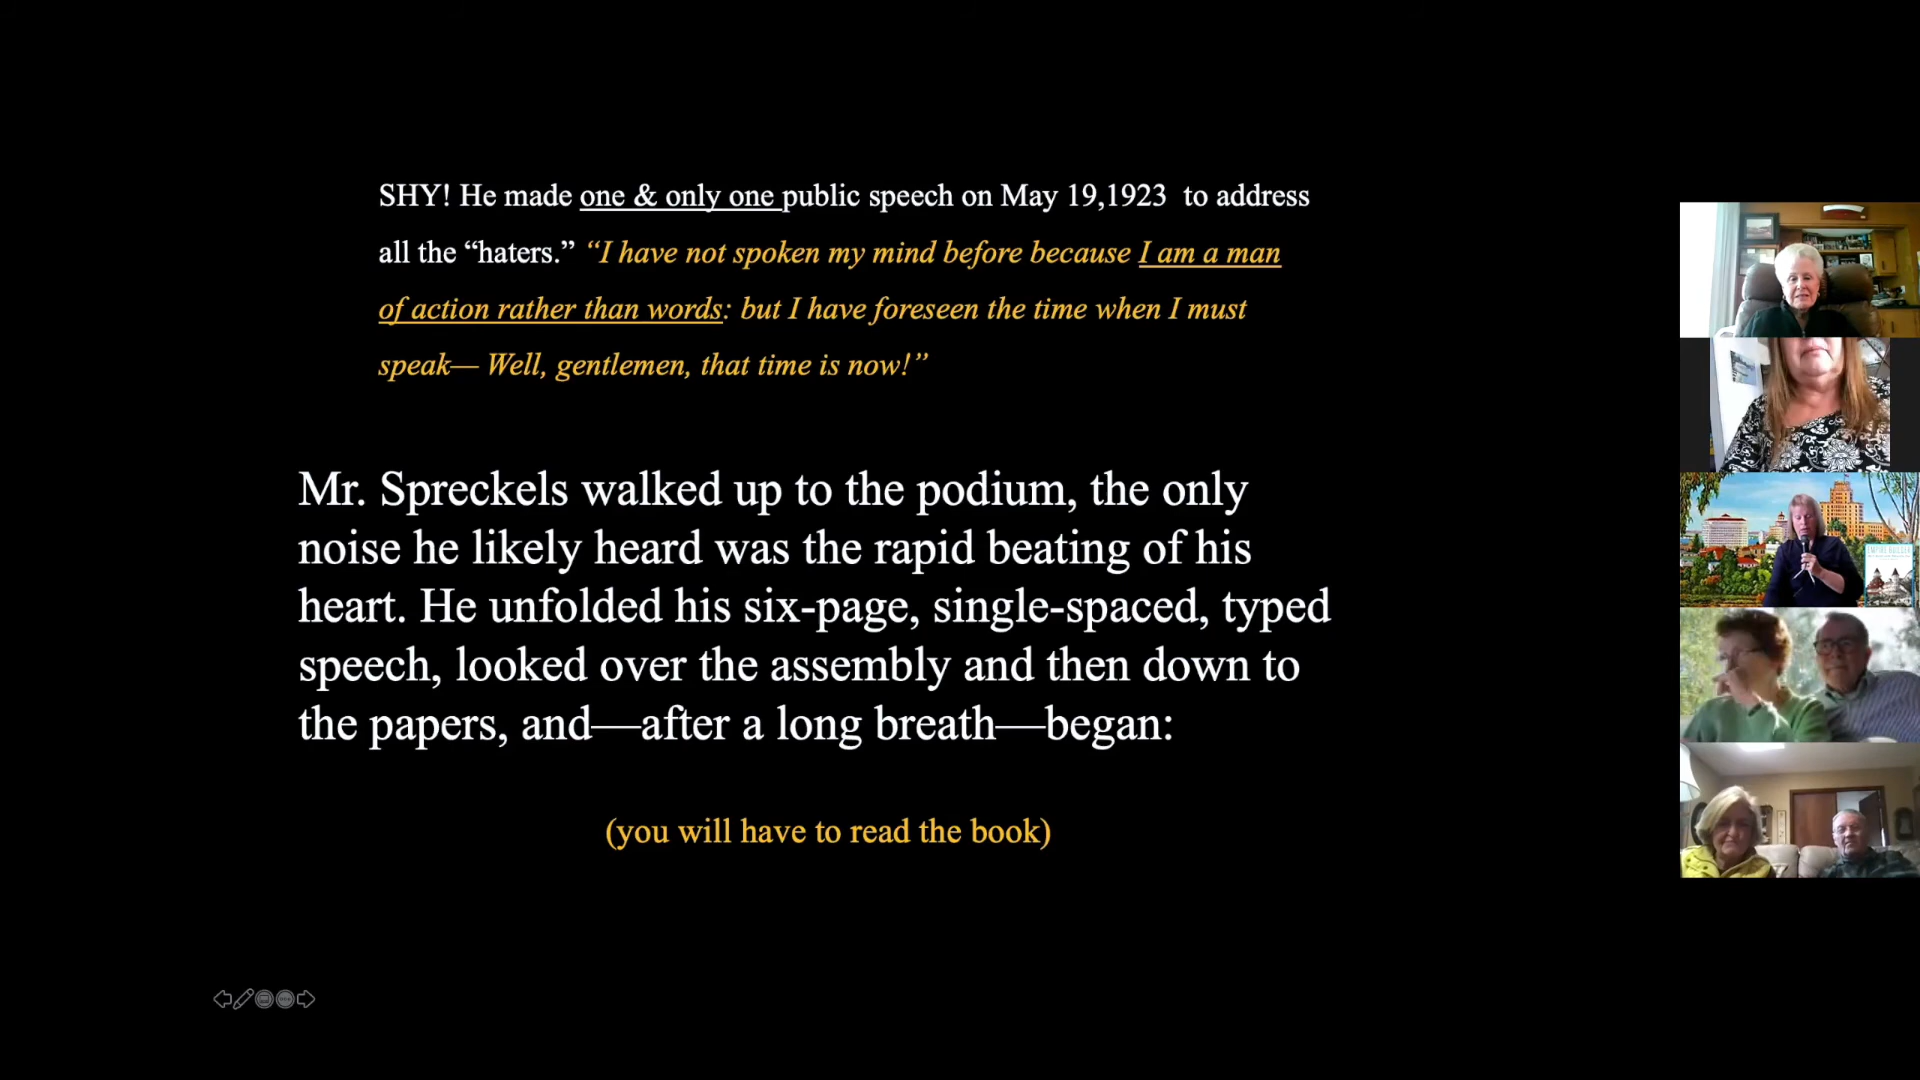 SHY! He made one & only one public speech on May 19,1923  to address
all the “haters.” “I have not spoken my mind before because I am a man
of action rather than words: but I have foreseen the time when I must
speak— Well, gentlemen, that time is now!”
Mr. Spreckels walked up to the podium, the only
noise he likely heard was the rapid beating of his
heart. He unfolded his six-page, single-spaced, typed
speech, looked over the assembly and then down to
the papers, and—after a long breath—began:
(you will have to read the book)
EMPIRE BUILDER